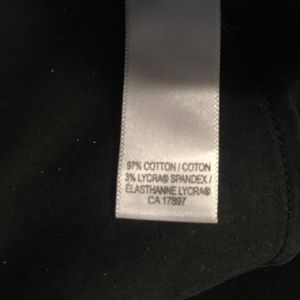 97% COTTON / COTON
3% LYCRA® SPANDEX /
ÉLASTHANNE LYCRA®
CA 17897